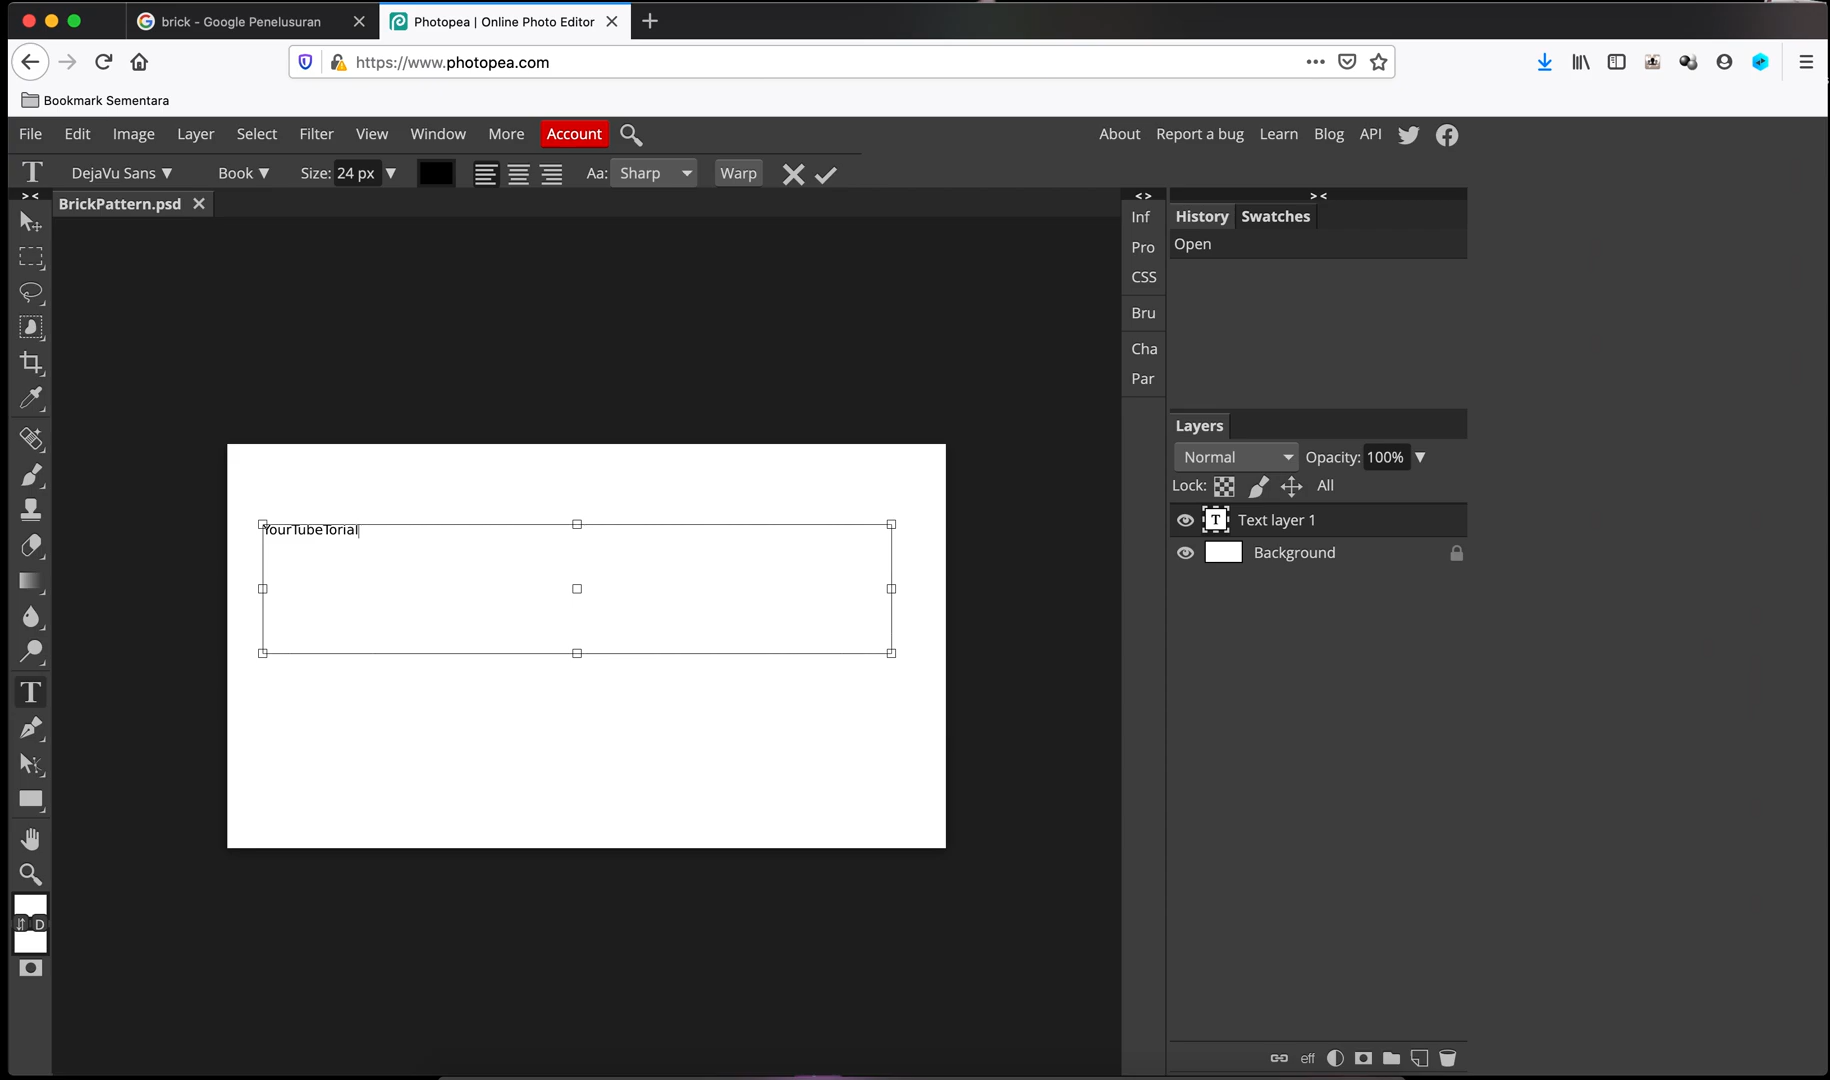 brick - Google Penelusuran
Photopea | Online Photo Editor
https://www.photopea.com
Bookmark Sementara
File Edit Image Layer Select Filter View Window More Account
About Report a bug Learn Blog API
T DejaVu Sans Book Size: 24 px Aa: Sharp Warp
BrickPattern.psd
YourTubeTorial
T
D
Inf
Pro
CSS
Bru
Cha
Par
History Swatches
Open
Layers
Normal Opacity: 100%
Lock: All
T Text layer 1
Background
eff